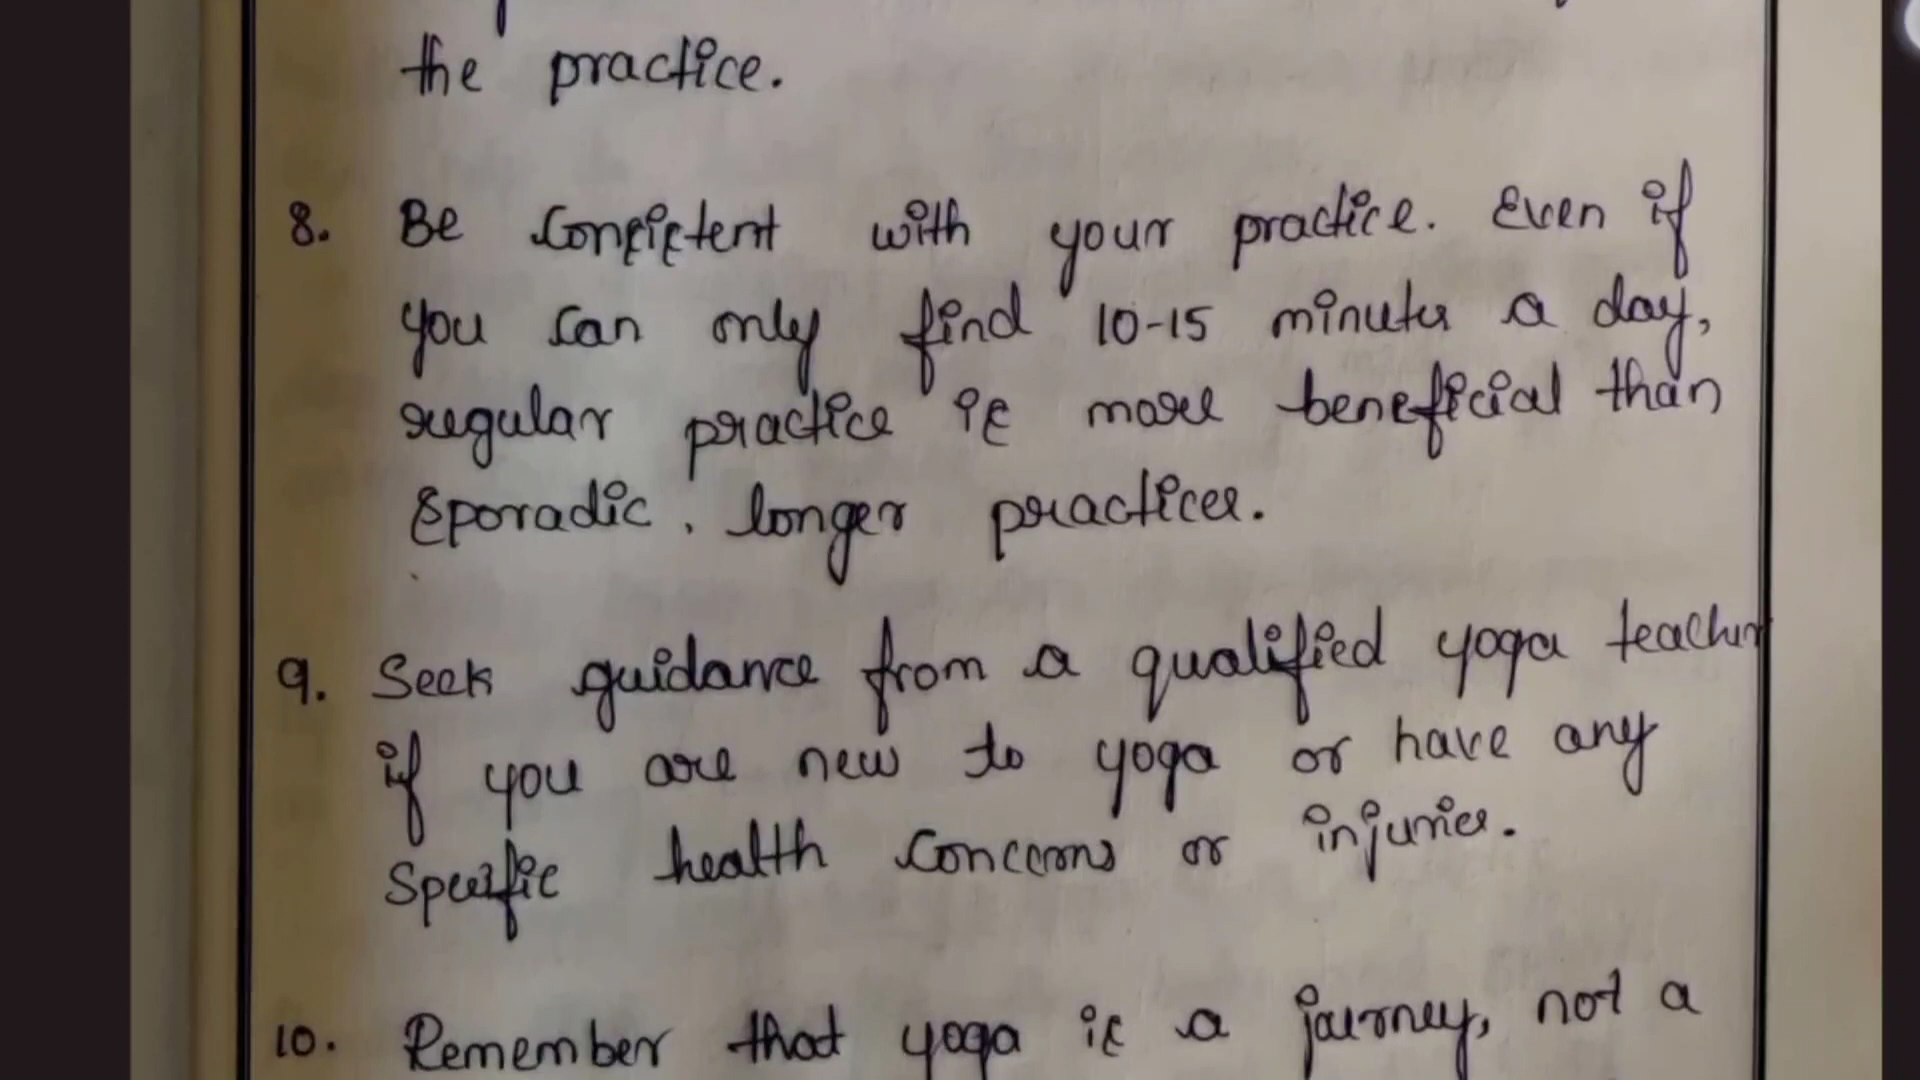 the practice.
8. Be consistent with your practice. Even if
you can only find 10-15 minutes a day,
regular practice is more beneficial than
sporadic, longer practices.
9. Seek guidance from a qualified yoga teacher
if you are new to yoga or have any
specific health concerns or injuries.
10. Remember that yoga is a journey, not a